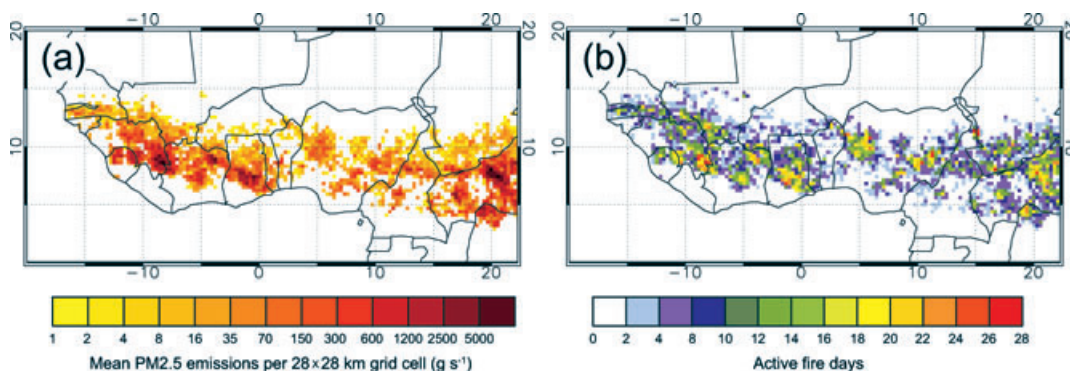 −10 0 10 20
20 20
(a)
10 10
−10 0 10 20
1 2 4 8 16 35 70 150 300 600 1200 2500 5000
Mean PM2.5 emissions per 28×28 km grid cell (g s⁻¹)
−10 0 10 20
20 20
(b)
10 10
−10 0 10 20
0 2 4 8 10 12 14 16 18 20 22 24 26 28
Active fire days